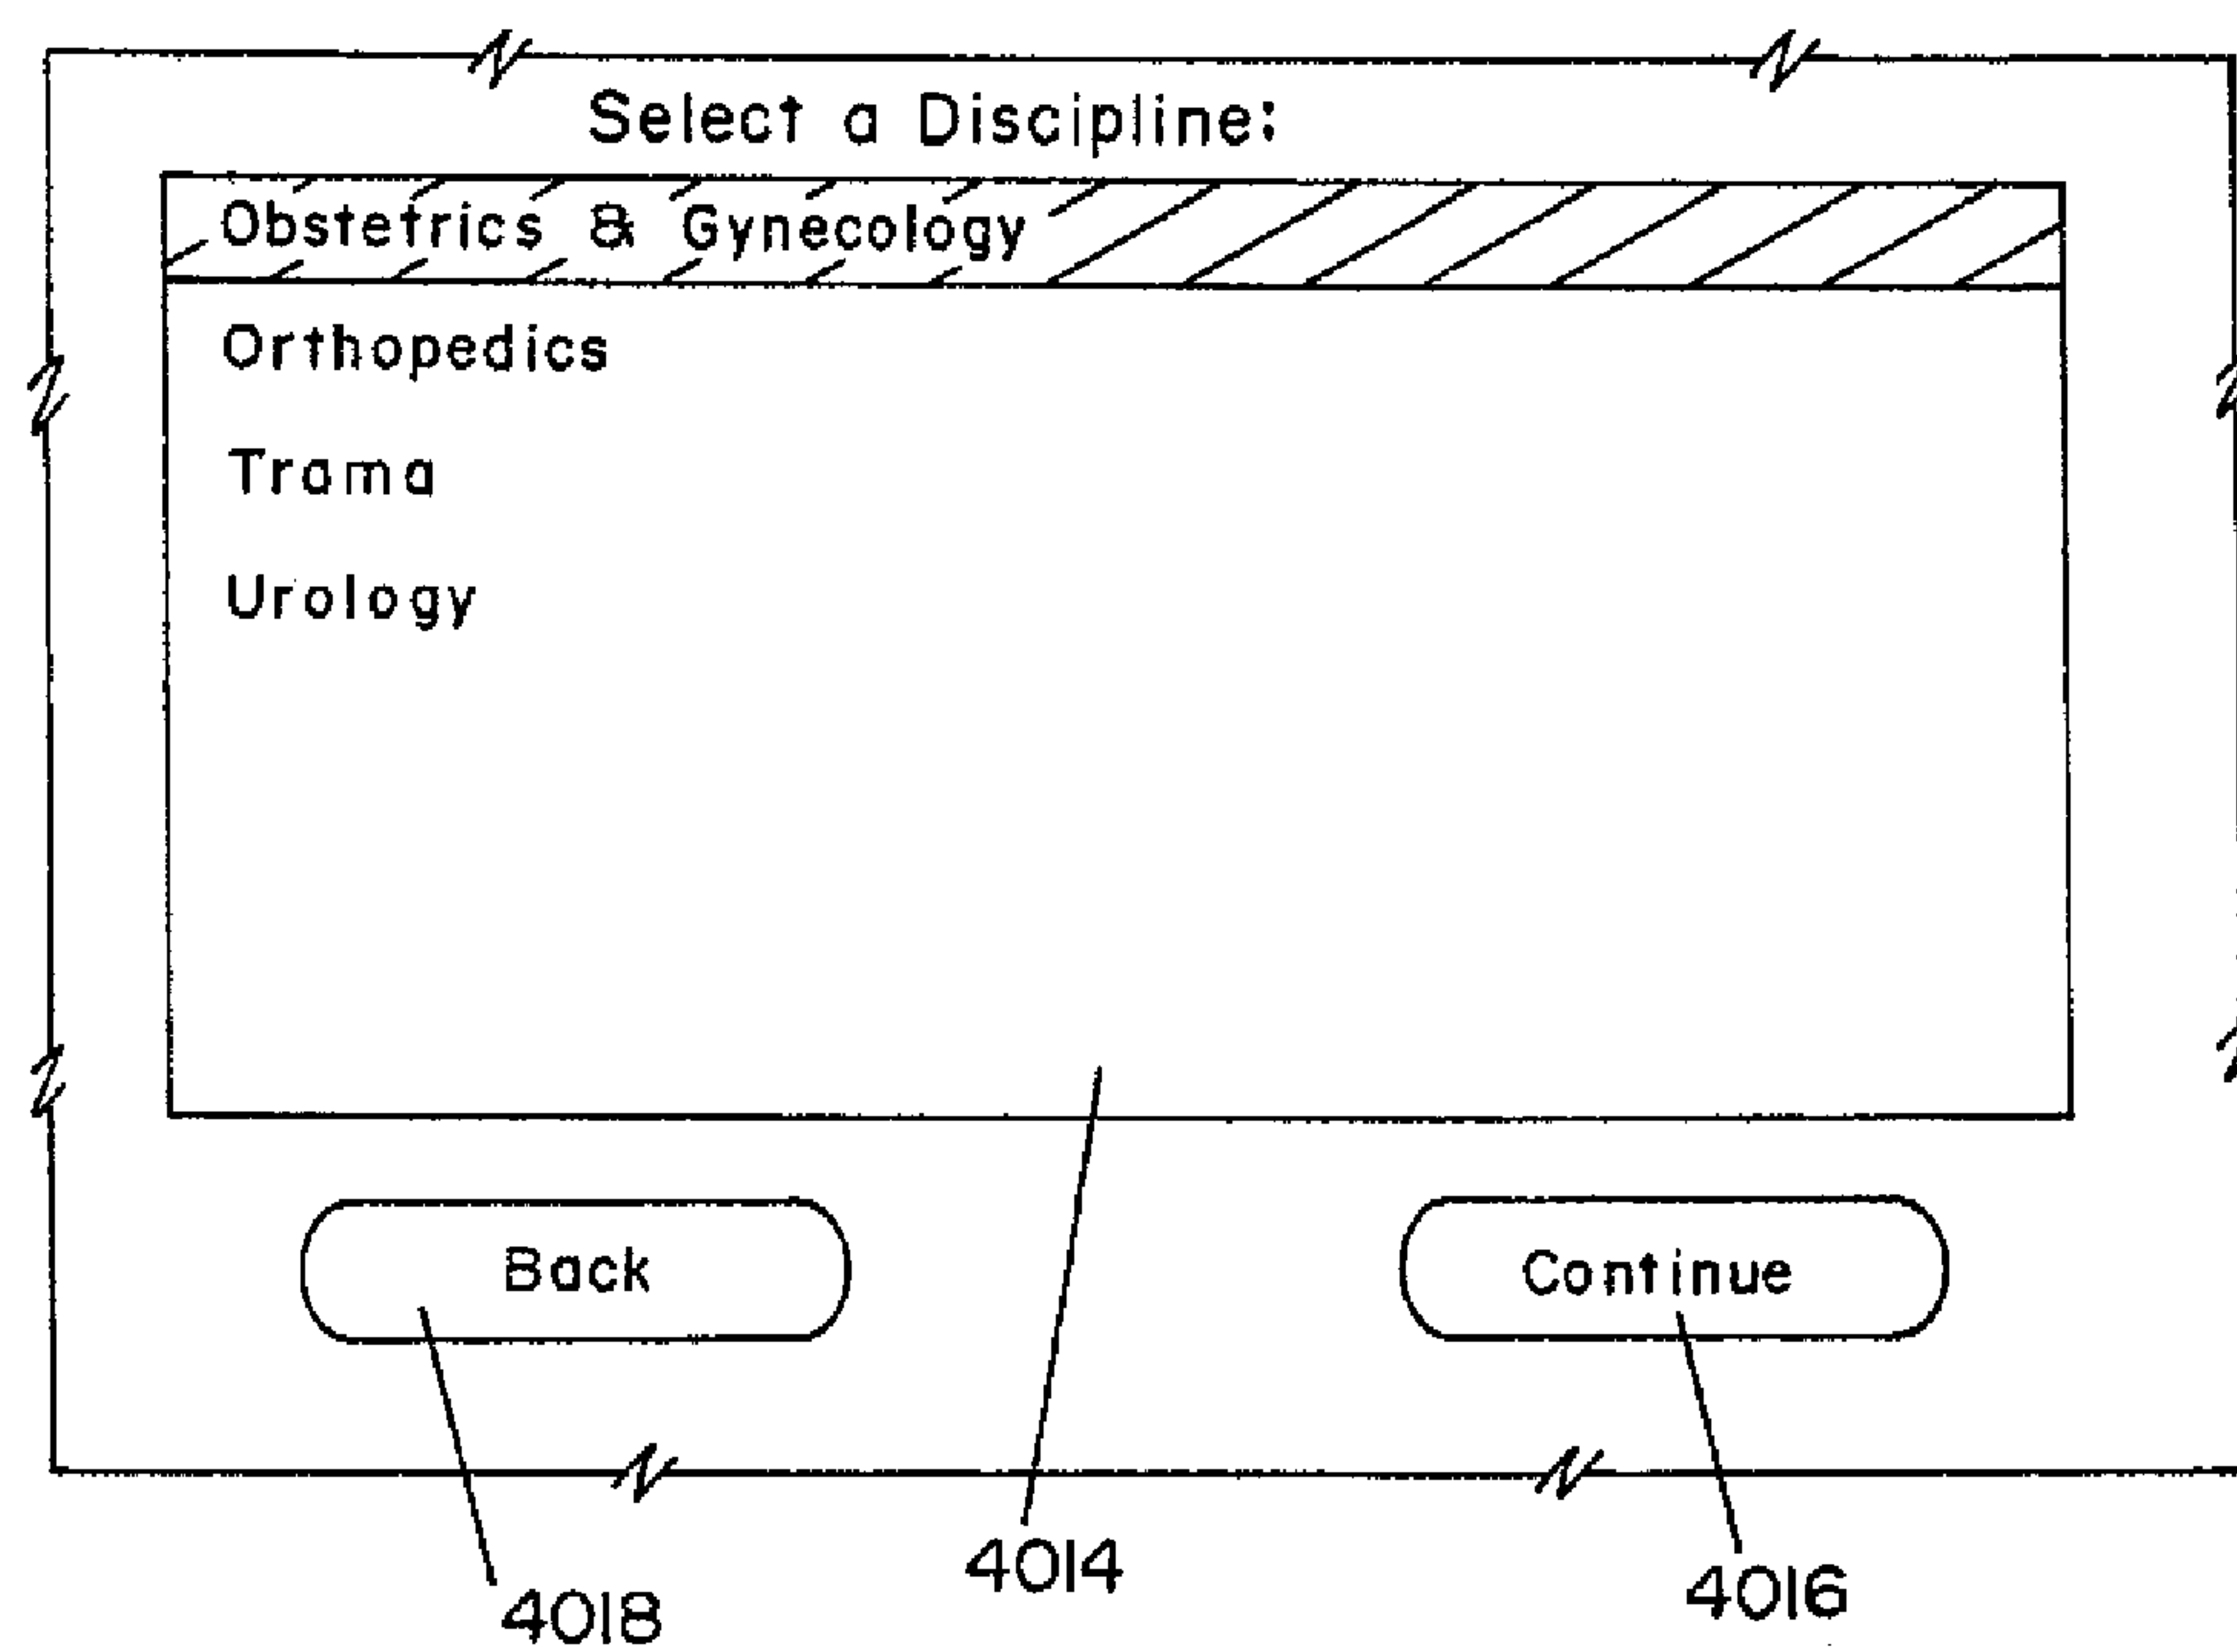 Select a Discipline:
Obstetrics & Gynecology
Orthopedics
Trama
Urology
Back
Continue
4018
4014
4016